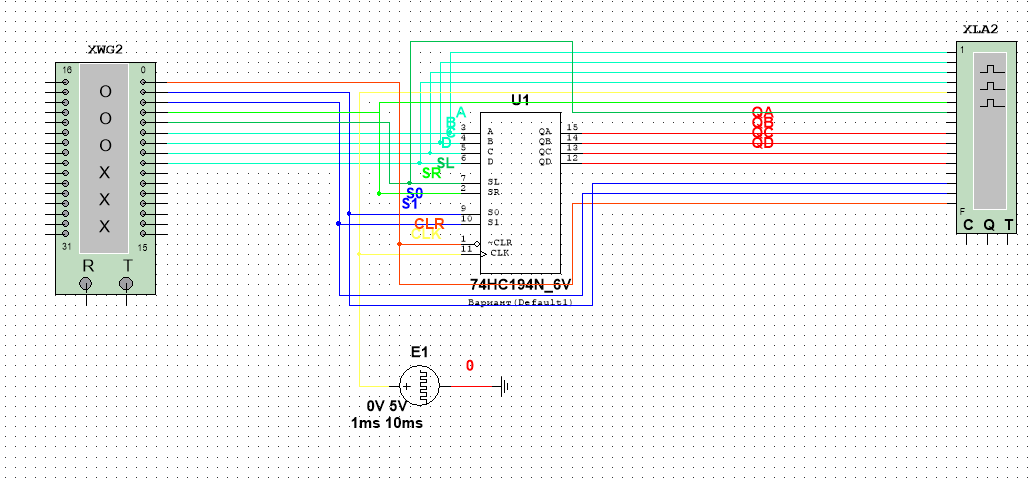 XWG2
XLA2
16 0
O
O
O
X
X
X
31 15
R T
U1
A
B
C
D
SL
SR
S0
S1
CLR
CLK
3 A QA 15
4 B QB 14
5 C QC 13
6 D QD 12
7 SL
2 SR
9 S0
10 S1
1 ~CLR
11 CLK
74HC194N_6V
Вариант(Default1)
QA
QB
QC
QD
1
F
C Q T
E1
0
+
0V 5V
1ms 10ms